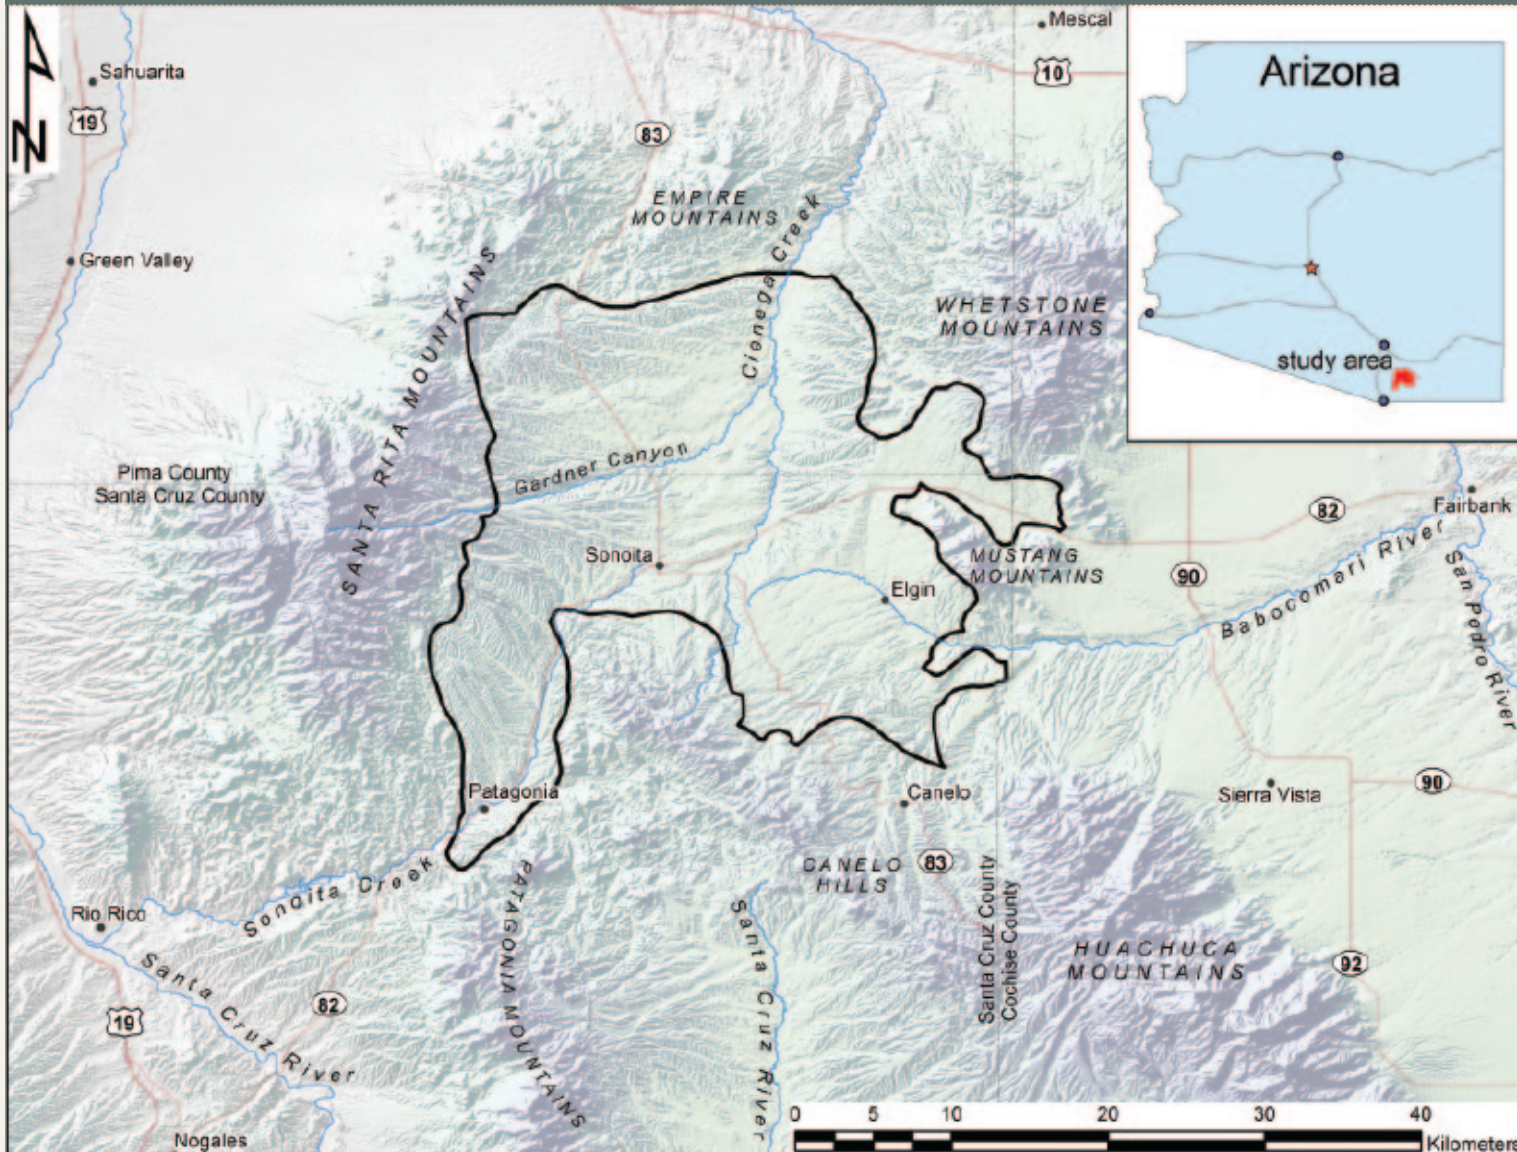 N
Mescal
10
Arizona
study area
Sahuarita
19
83
EMPIRE
MOUNTAINS
Green Valley
Cienega Creek
WHETSTONE
MOUNTAINS
SANTA RITA MOUNTAINS
Pima County
Santa Cruz County
Gardner Canyon
82
Fairbank
Sonoita
MUSTANG
MOUNTAINS
90
Elgin
Babocomari River
San Pedro River
Patagonia
Canelo
Sierra Vista
90
CANELO
HILLS
83
Santa Cruz County
Cochise County
Sonoita Creek
PATAGONIA MOUNTAINS
Santa Cruz River
Rio Rico
HUACHUCA
MOUNTAINS
92
Santa Cruz River
82
19
Nogales
0 5 10 20 30 40
Kilometers